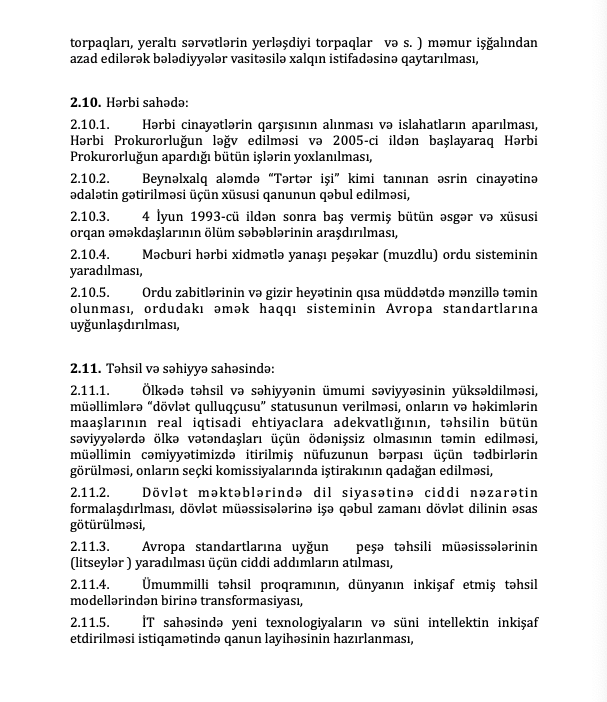 torpaqları, yeraltı sərvətlərin yerləşdiyi torpaqlar və s. ) məmur işğalından
azad edilərək bələdiyyələr vasitəsilə xalqın istifadəsinə qaytarılması,
2.10. Hərbi sahədə:
2.10.1. Hərbi cinayətlərin qarşısının alınması və islahatların aparılması,
Hərbi Prokurorluğun ləğv edilməsi və 2005-ci ildən başlayaraq Hərbi
Prokurorluğun apardığı bütün işlərin yoxlanılması,
2.10.2. Beynəlxalq aləmdə “Tərtər işi” kimi tanınan əsrin cinayətinə
ədalətin gətirilməsi üçün xüsusi qanunun qəbul edilməsi,
2.10.3. 4 İyun 1993-cü ildən sonra baş vermiş bütün əsgər və xüsusi
orqan əməkdaşlarının ölüm səbəblərinin araşdırılması,
2.10.4. Məcburi hərbi xidmətlə yanaşı peşəkar (muzdlu) ordu sisteminin
yaradılması,
2.10.5. Ordu zabitlərinin və gizir heyətinin qısa müddətdə mənzillə təmin
olunması, ordudakı əmək haqqı sisteminin Avropa standartlarına
uyğunlaşdırılması,
2.11. Təhsil və səhiyyə sahəsində:
2.11.1. Ölkədə təhsil və səhiyyənin ümumi səviyyəsinin yüksəldilməsi,
müəllimlərə “dövlət qulluqçusu” statusunun verilməsi, onların və həkimlərin
maaşlarının real iqtisadi ehtiyaclara adekvatlığının, təhsilin bütün
səviyyələrdə ölkə vətəndaşları üçün ödənişsiz olmasının təmin edilməsi,
müəllimin cəmiyyətimizdə itirilmiş nüfuzunun bərpası üçün tədbirlərin
görülməsi, onların seçki komissiyalarında iştirakının qadağan edilməsi,
2.11.2. Dövlət məktəblərində dil siyasətinə ciddi nəzarətin
formalaşdırlması, dövlət müəssisələrinə işə qəbul zamanı dövlət dilinin əsas
götürülməsi,
2.11.3. Avropa standartlarına uyğun peşə təhsili müəsissələrinin
(litseylər ) yaradılması üçün ciddi addımların atılması,
2.11.4. Ümummilli təhsil proqramının, dünyanın inkişaf etmiş təhsil
modellərindən birinə transformasiyası,
2.11.5. İT sahəsində yeni texnologiyaların və süni intellektin inkişaf
etdirilməsi istiqamətində qanun layihəsinin hazırlanması,